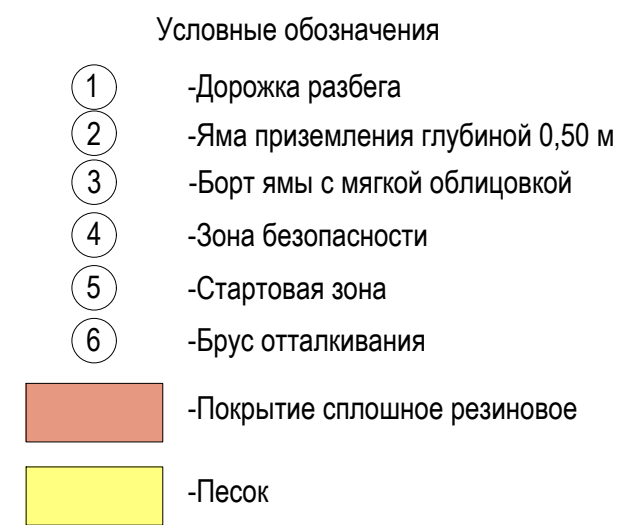 Условные обозначения
1 -Дорожка разбега
2 -Яма приземления глубиной 0,50 м
3 -Борт ямы с мягкой облицовкой
4 -Зона безопасности
5 -Стартовая зона
6 -Брус отталкивания
-Покрытие сплошное резиновое
-Песок